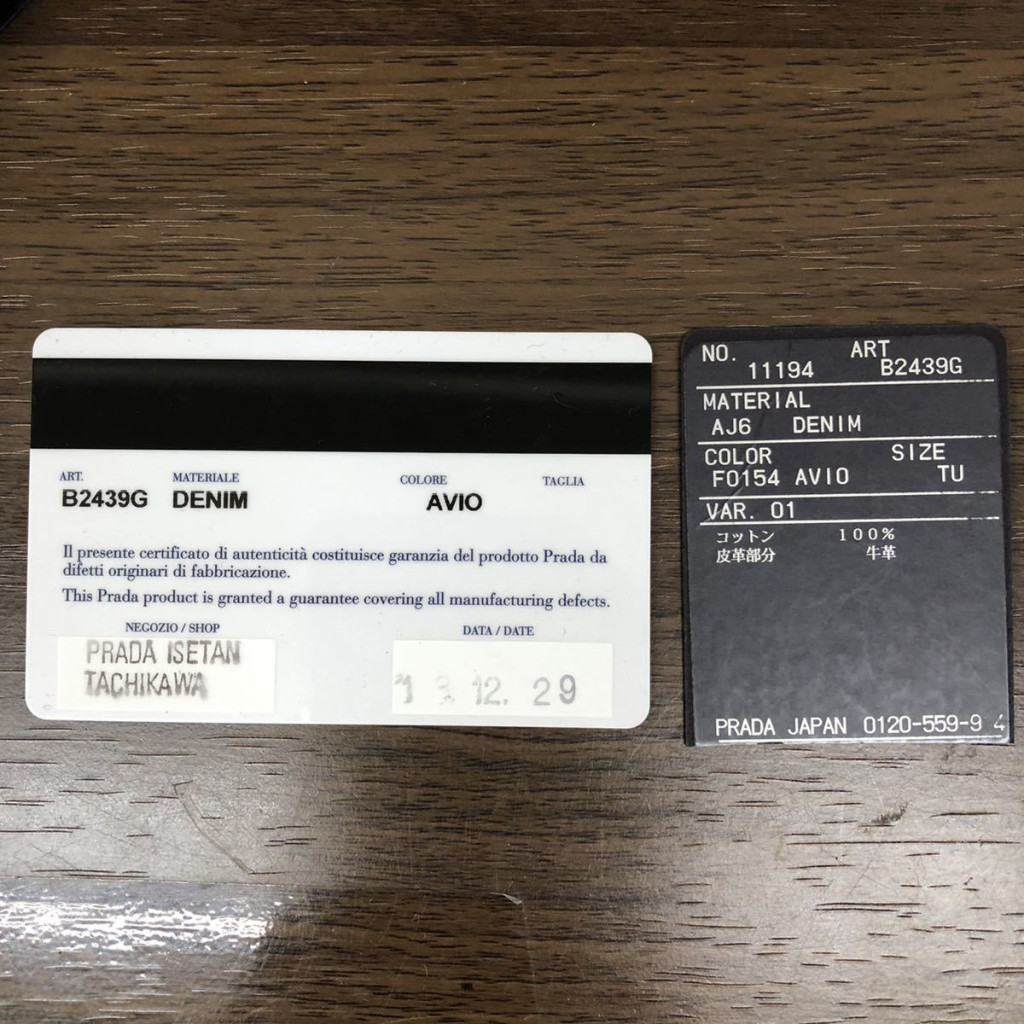 ART. MATERIALE COLORE TAGLIA
B2439G DENIM AVIO
Il presente certificato di autenticità costituisce garanzia del prodotto Prada da
difetti originari di fabbricazione.
This Prada product is granted a guarantee covering all manufacturing defects.
NEGOZIO / SHOP DATA / DATE
PRADA ISETAN
TACHIKAWA
13.12.29
NO. ART
11194 B2439G
MATERIAL
AJ6 DENIM
COLOR SIZE
F0154 AVIO TU
VAR. 01
コットン 100%
皮革部分 牛革
PRADA JAPAN 0120-559-9 4